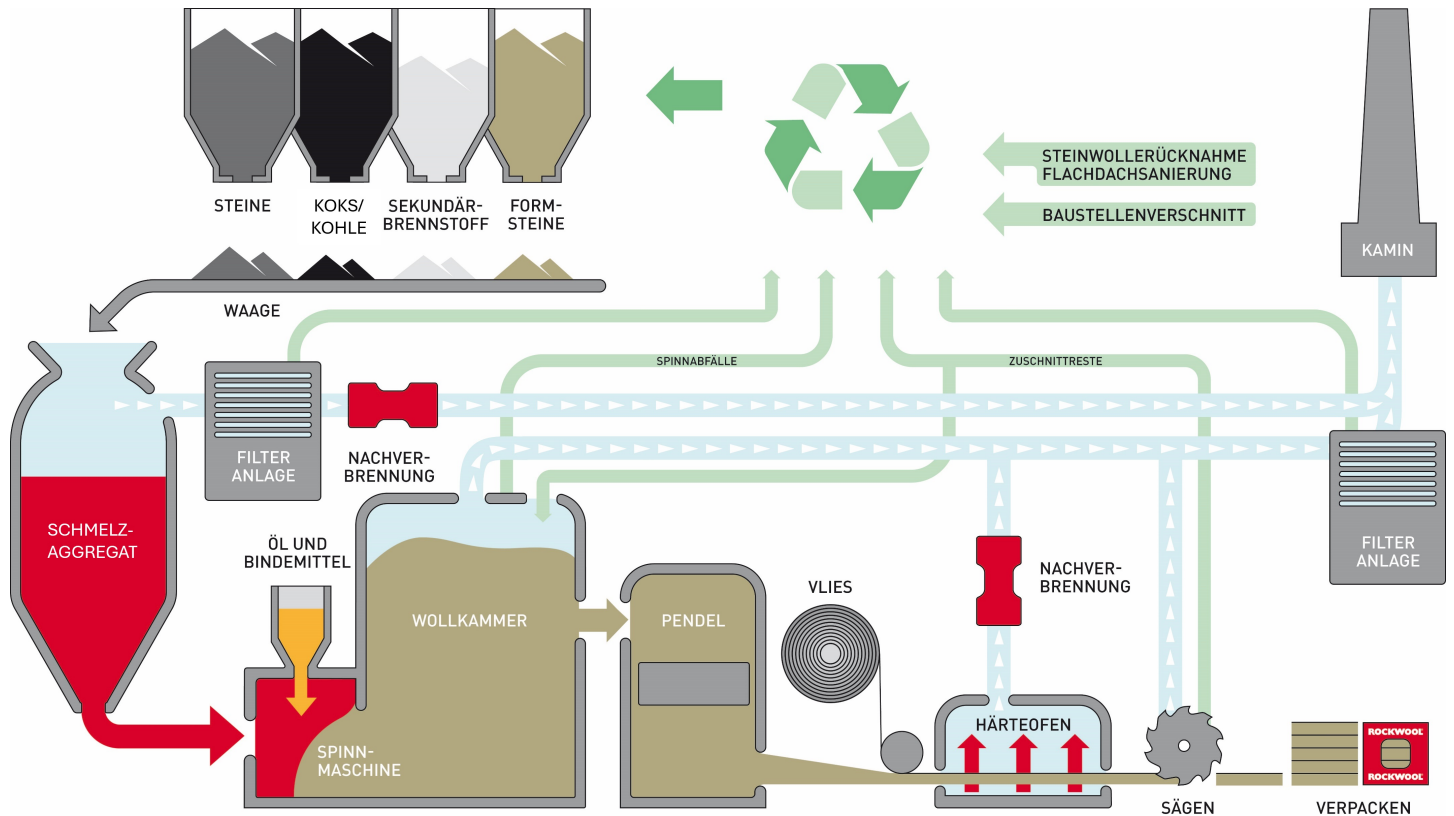 STEINE
KOKS/
KOHLE
SEKUNDÄR-
BRENNSTOFF
FORM-
STEINE
STEINWOLLERÜCKNAHME
FLACHDACHSANIERUNG
BAUSTELLENVERSCHNITT
KAMIN
WAAGE
SPINNABFÄLLE
ZUSCHNITTRESTE
FILTER
ANLAGE
NACHVER-
BRENNUNG
SCHMELZ-
AGGREGAT
ÖL UND
BINDEMITTEL
WOLLKAMMER
PENDEL
VLIES
NACHVER-
BRENNUNG
FILTER
ANLAGE
HÄRTEOFEN
SPINN-
MASCHINE
ROCKWOOL
ROCKWOOL
SÄGEN
VERPACKEN